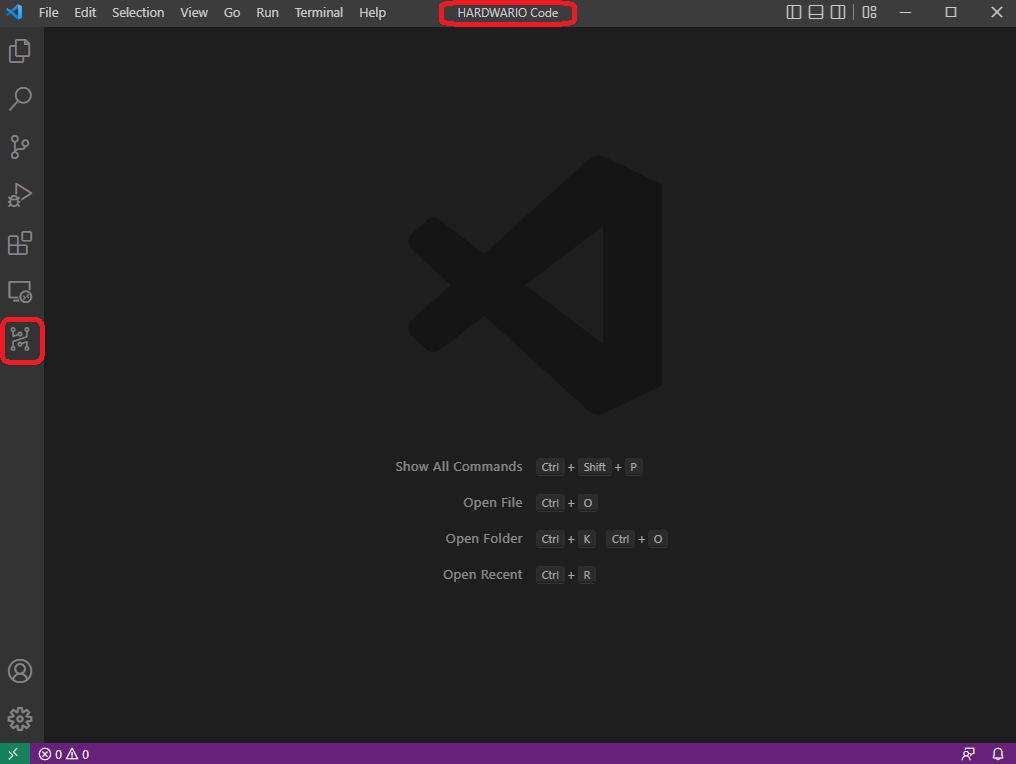 File Edit Selection View Go Run Terminal Help HARDWARIO Code
Show All Commands Ctrl + Shift + P
Open File Ctrl + O
Open Folder Ctrl + K Ctrl + O
Open Recent Ctrl + R
0 0